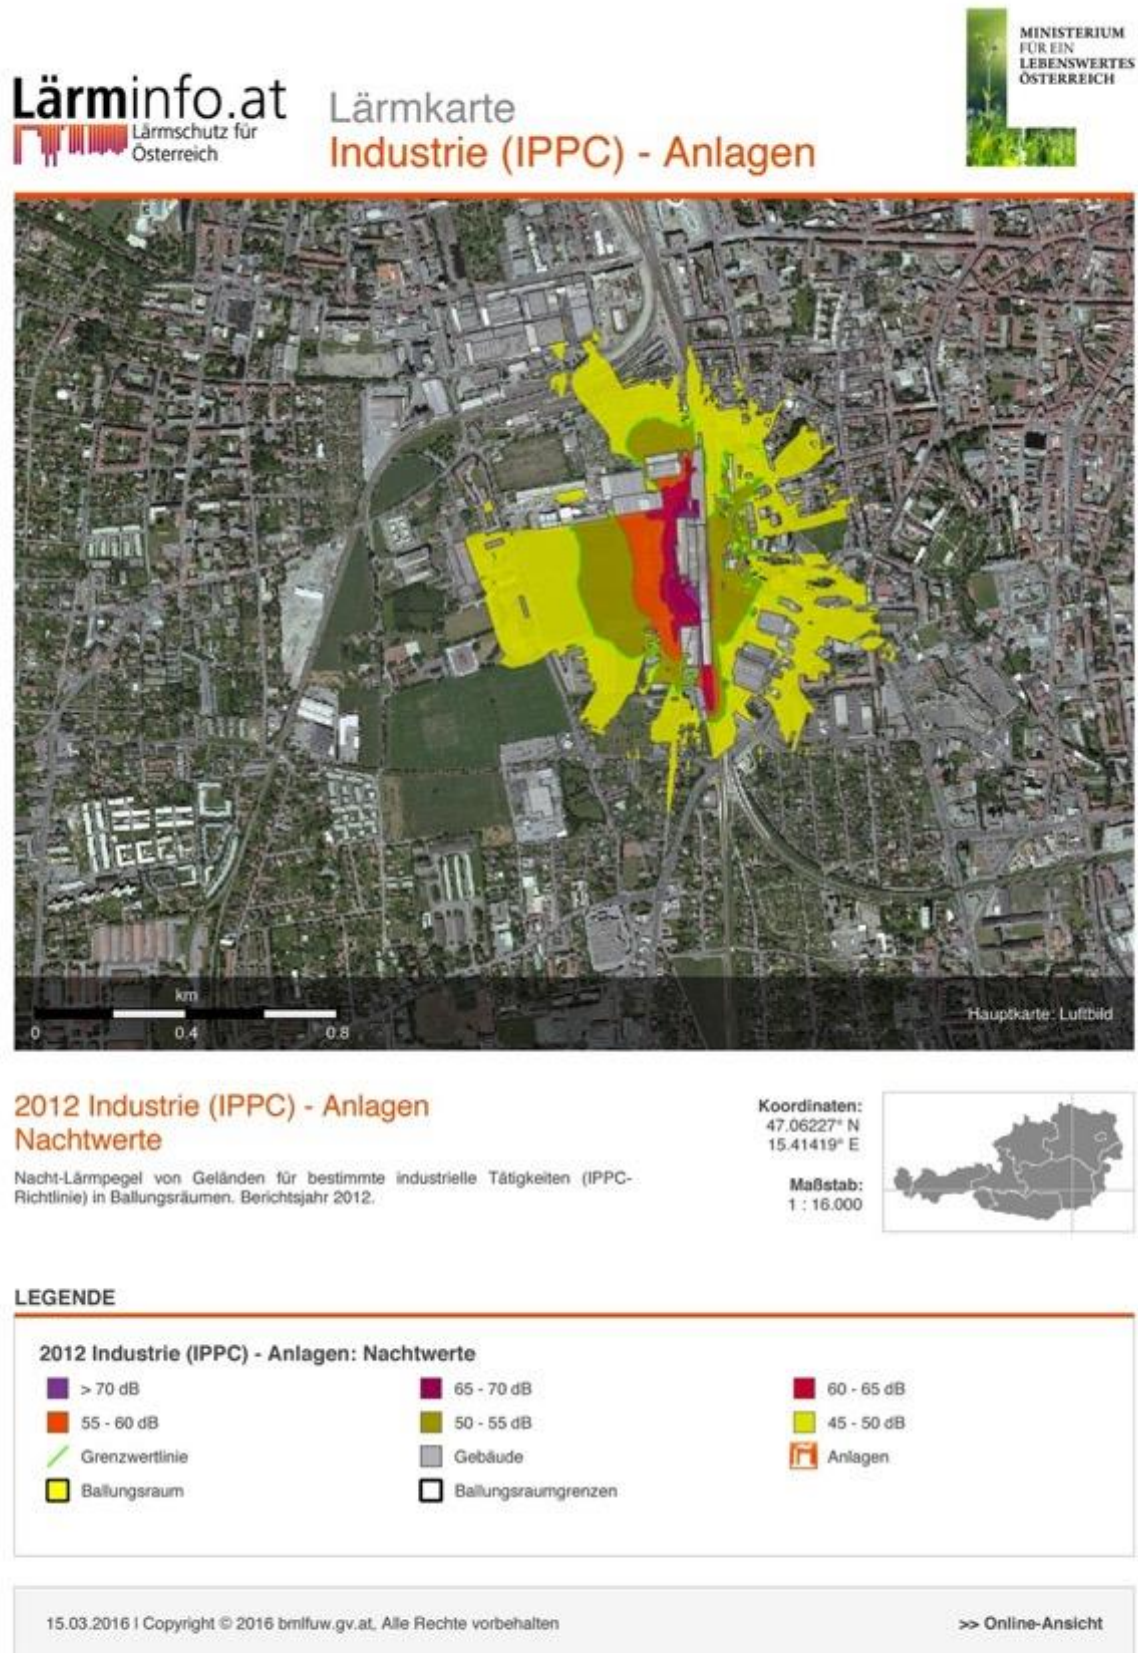 MINISTERIUM
FÜR EIN
LEBENSWERTES
ÖSTERREICH
Lärminfo.at
Lärmschutz für
Österreich
Lärmkarte
Industrie (IPPC) - Anlagen
km
0 0.4 0.8
Hauptkarte: Luftbild
2012 Industrie (IPPC) - Anlagen
Nachtwerte
Nacht-Lärmpegel von Geländen für bestimmte industrielle Tätigkeiten (IPPC-
Richtlinie) in Ballungsräumen. Berichtsjahr 2012.
Koordinaten:
47.06227° N
15.41419° E
Maßstab:
1 : 16.000
LEGENDE
2012 Industrie (IPPC) - Anlagen: Nachtwerte
> 70 dB 65 - 70 dB 60 - 65 dB
55 - 60 dB 50 - 55 dB 45 - 50 dB
Grenzwertlinie Gebäude Anlagen
Ballungsraum Ballungsraumgrenzen
15.03.2016 | Copyright © 2016 bmlfuw.gv.at, Alle Rechte vorbehalten >> Online-Ansicht